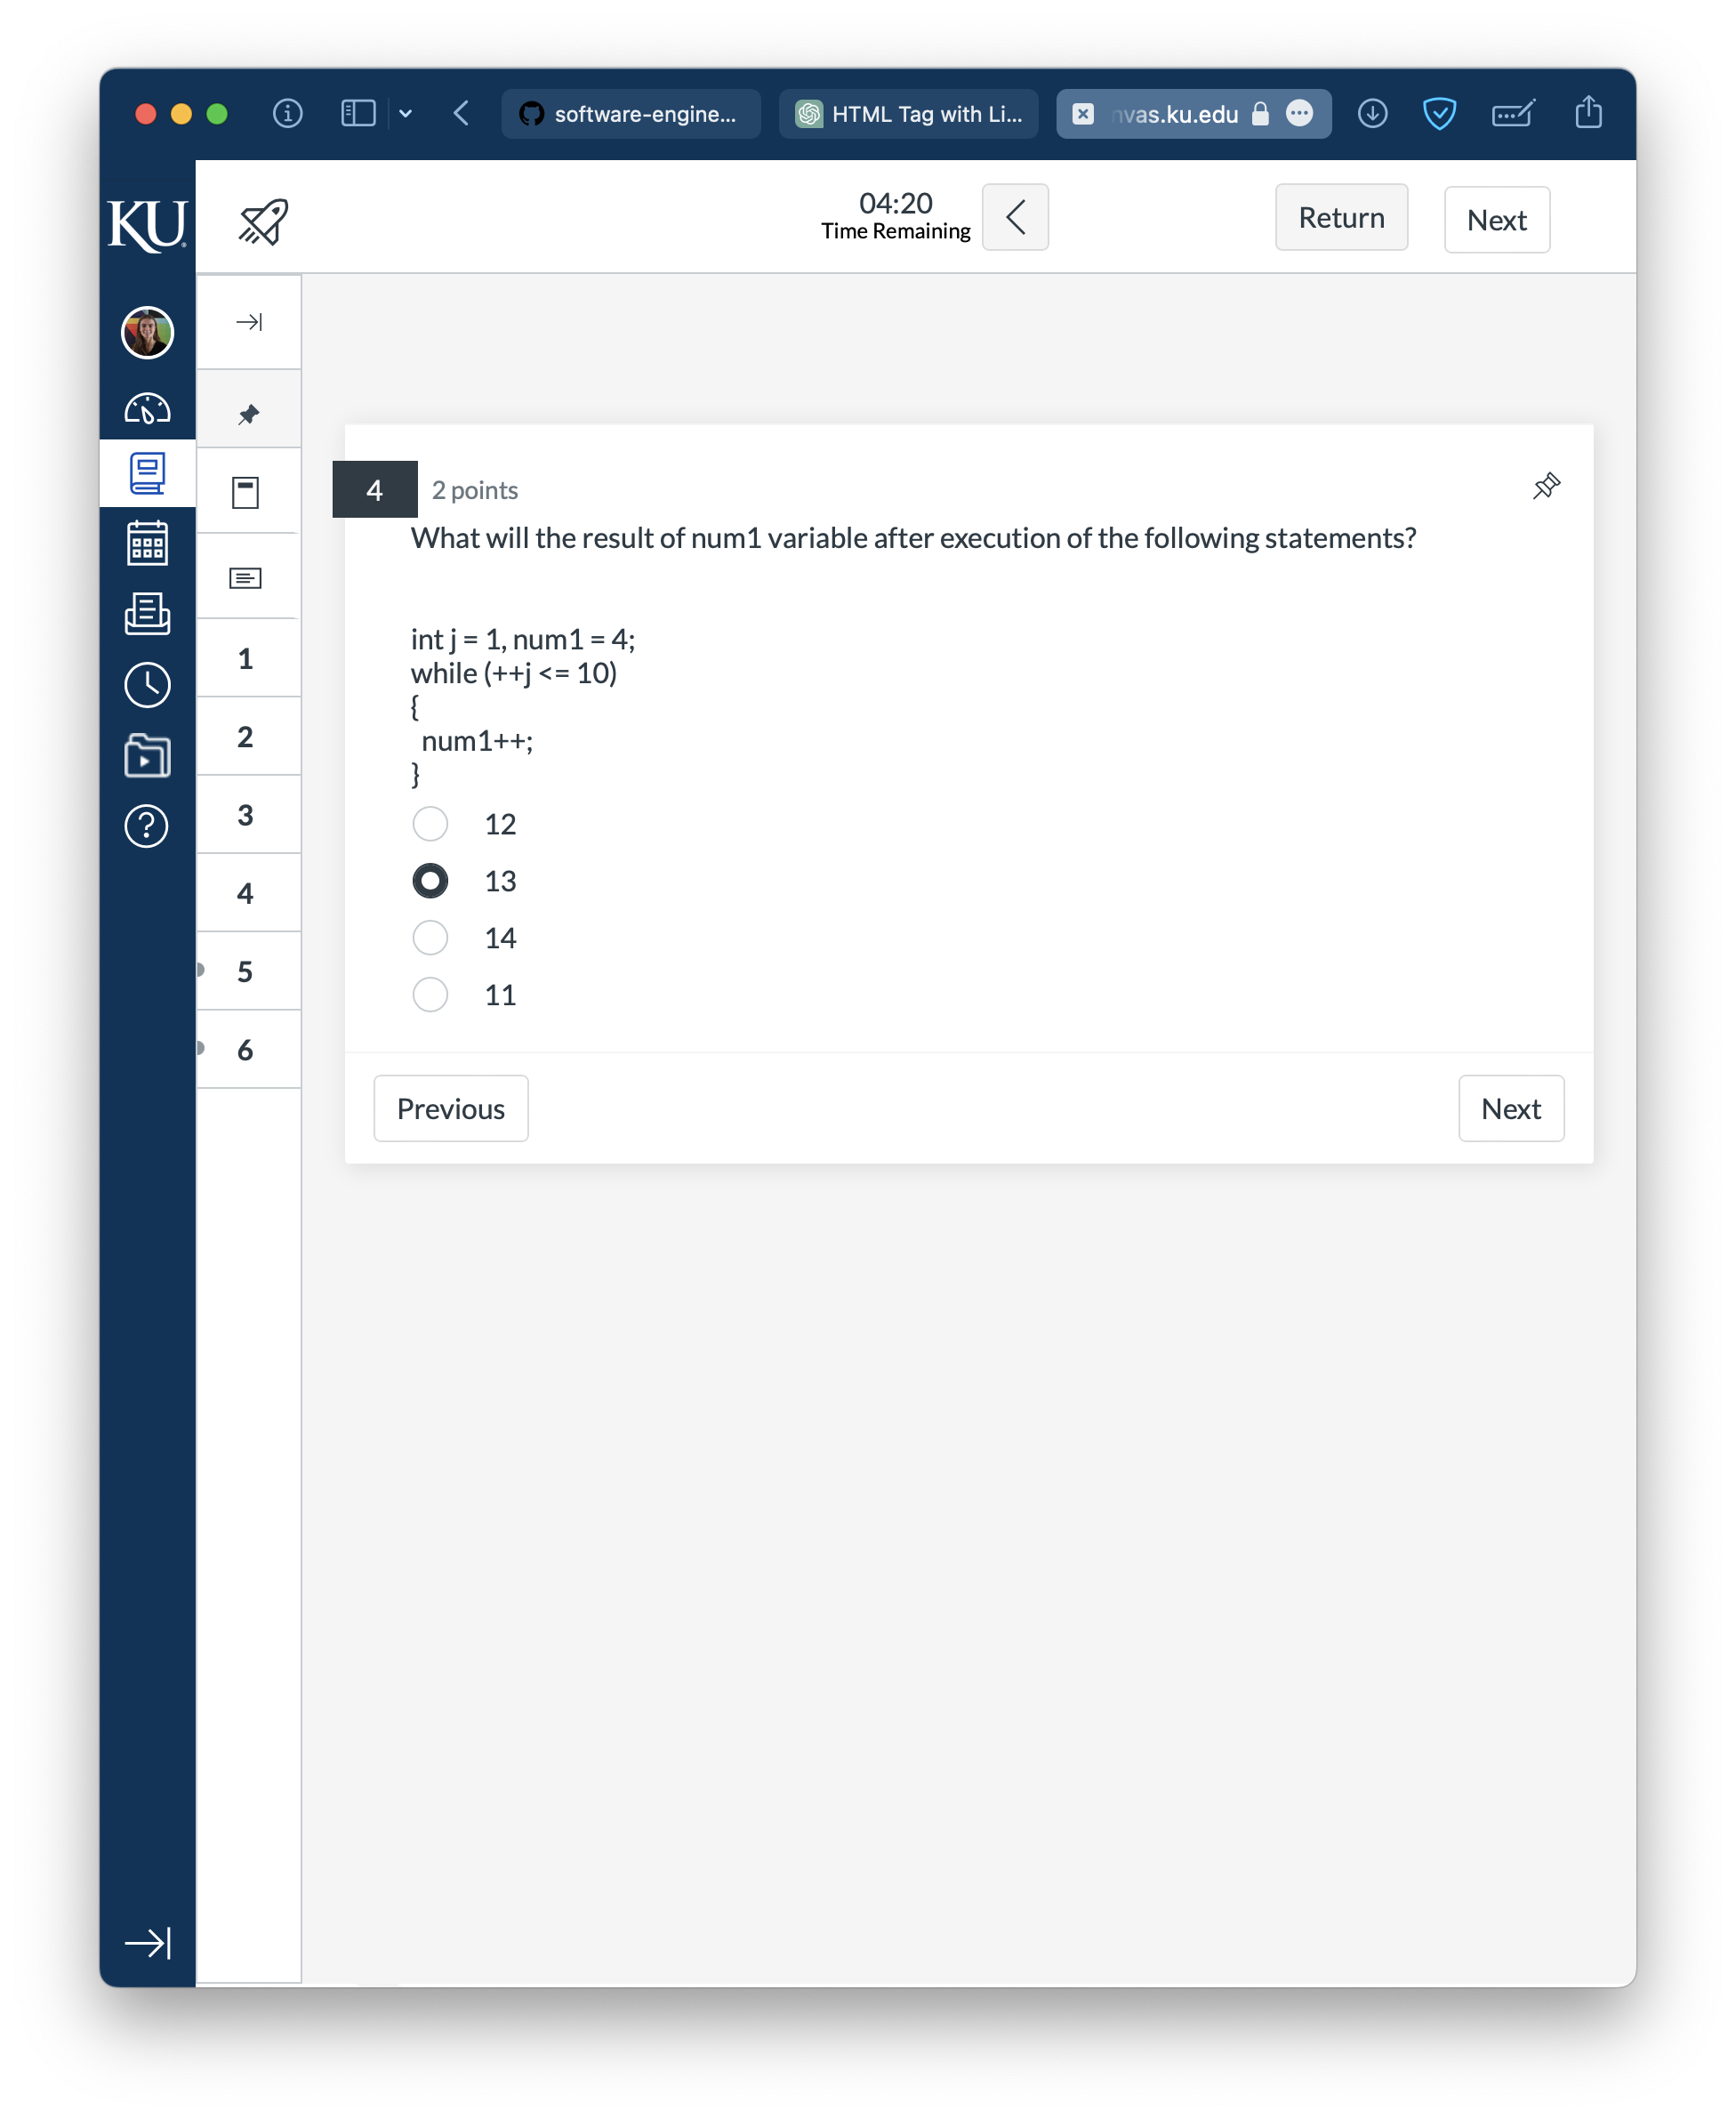 software-engine...
HTML Tag with Li...
nvas.ku.edu
KU
04:20
Time Remaining
Return
Next
1
2
3
4
5
6
4
2 points
What will the result of num1 variable after execution of the following statements?
int j = 1, num1 = 4;
while (++j <= 10)
{
num1++;
}
12
13
14
11
Previous
Next